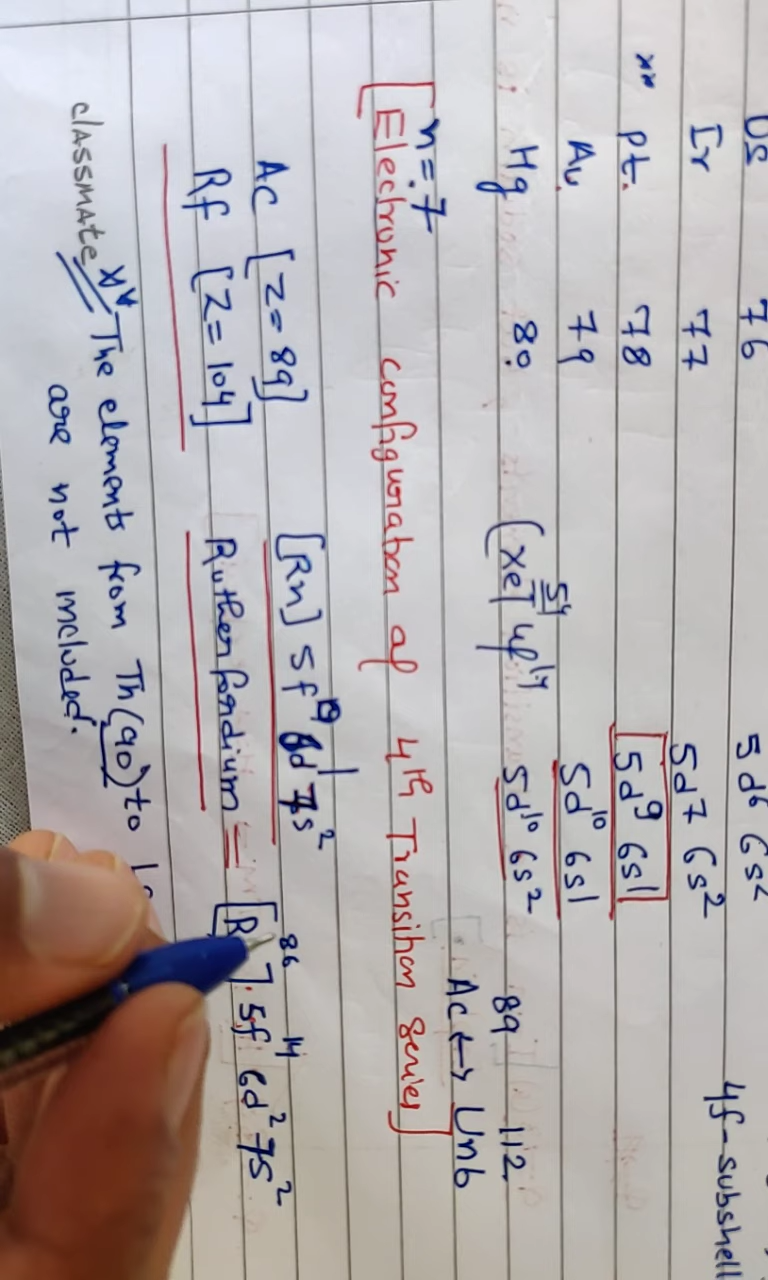 Os 76 5d⁶ 6s²
Ir 77 5d⁷ 6s² 4f-subshell
** Pt. 78 5d⁹ 6s¹
Au 79 5d¹⁰ 6s¹
Hg 80 (Xe]⁵⁴ 4f¹⁴ 5d¹⁰ 6s² 89 112
n=7 Ac ↔ Unb
[Electronic configuration of 4th Transition series]
Ac [Z=89] [Rn] 5f⁰ 6d¹ 7s²
Rf [Z=104] Rutherfordium = [R ]⁸⁶ 5f¹⁴ 6d² 7s²
** The elements from Th(90) to
classmate are not included.